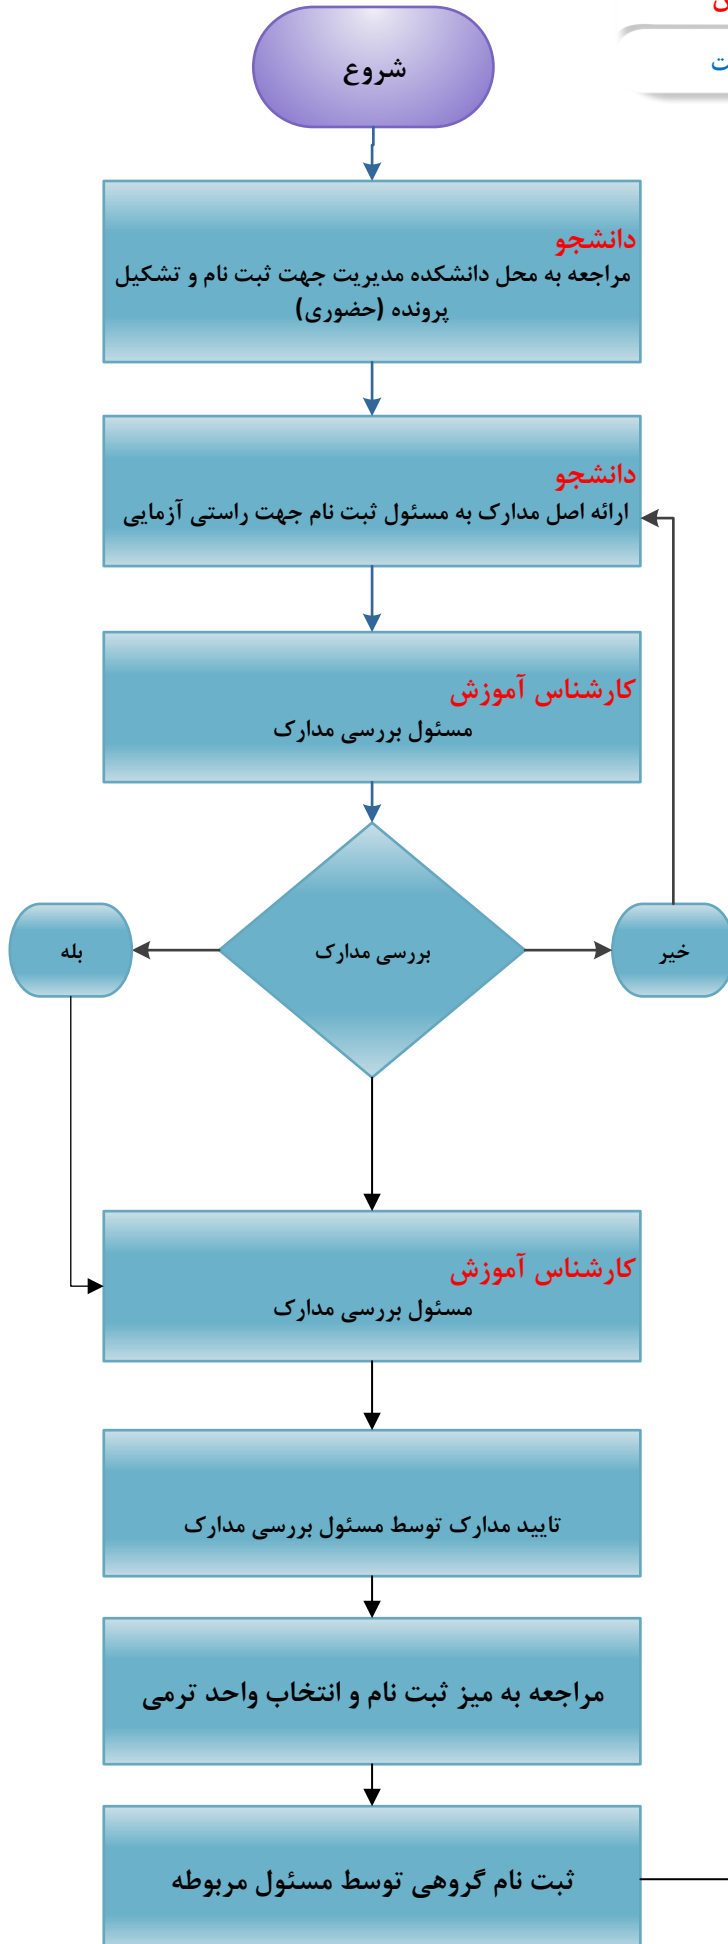 شروع
دانشجو
مراجعه به محل دانشکده مدیریت جهت ثبت نام و تشکیل
پرونده (حضوری)
دانشجو
ارائه اصل مدارک به مسئول ثبت نام جهت راستی آزمایی
کارشناس آموزش
مسئول بررسی مدارک
خیر
بررسی مدارک
بله
کارشناس آموزش
مسئول بررسی مدارک
تایید مدارک توسط مسئول بررسی مدارک
مراجعه به میز ثبت نام و انتخاب واحد ترمی
ثبت نام گروهی توسط مسئول مربوطه